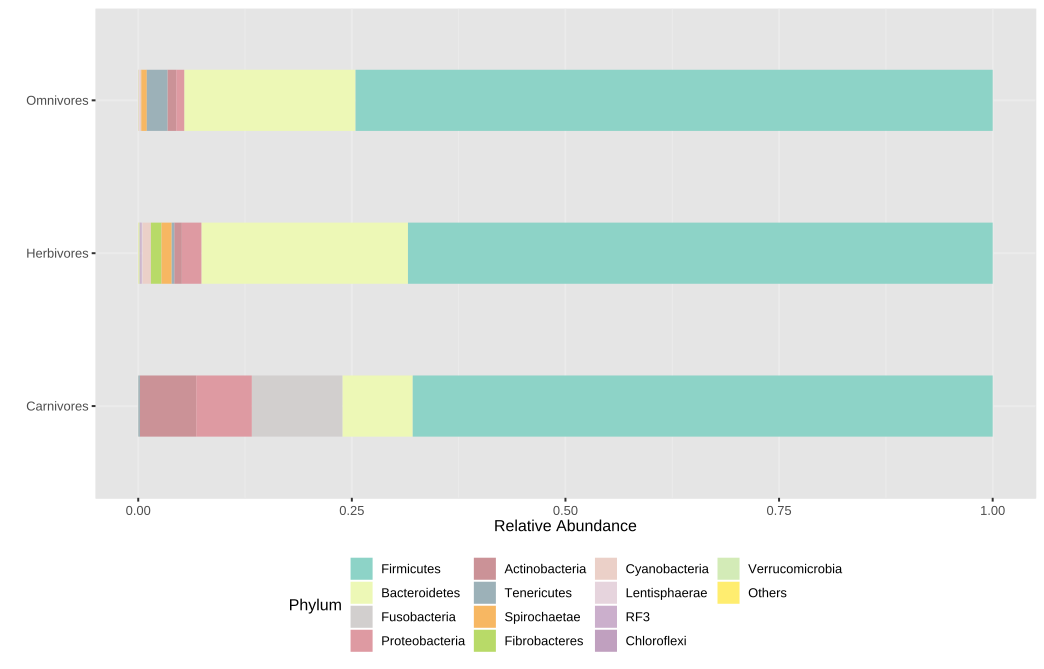 Omnivores
Herbivores
Carnivores
0.00 0.25 0.50 0.75 1.00
Relative Abundance
Phylum
Firmicutes Actinobacteria Cyanobacteria Verrucomicrobia
Bacteroidetes Tenericutes Lentisphaerae Others
Fusobacteria Spirochaetae RF3
Proteobacteria Fibrobacteres Chloroflexi